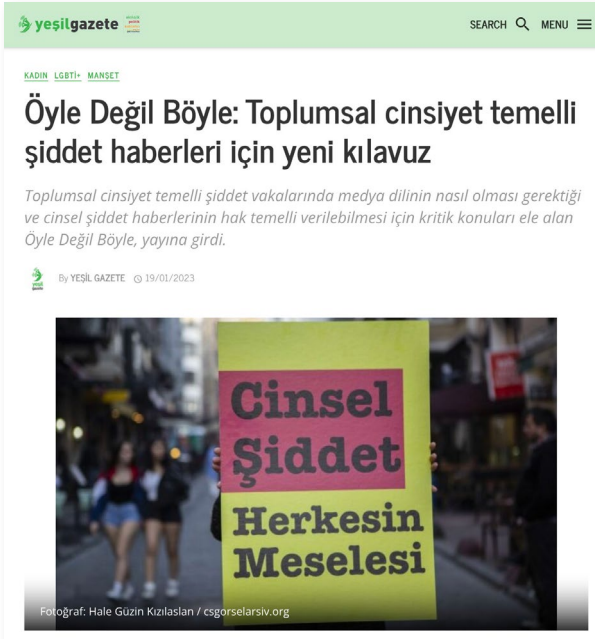 yeşilgazete
SEARCH MENU
KADIN LGBTİ+ MANŞET
Öyle Değil Böyle: Toplumsal cinsiyet temelli
şiddet haberleri için yeni kılavuz
Toplumsal cinsiyet temelli şiddet vakalarında medya dilinin nasıl olması gerektiği
ve cinsel şiddet haberlerinin hak temelli verilebilmesi için kritik konuları ele alan
Öyle Değil Böyle, yayına girdi.
By YEŞİL GAZETE 19/01/2023
Cinsel
Şiddet
Herkesin
Meselesi
Fotoğraf: Hale Güzin Kızılaslan / csgorselarsiv.org